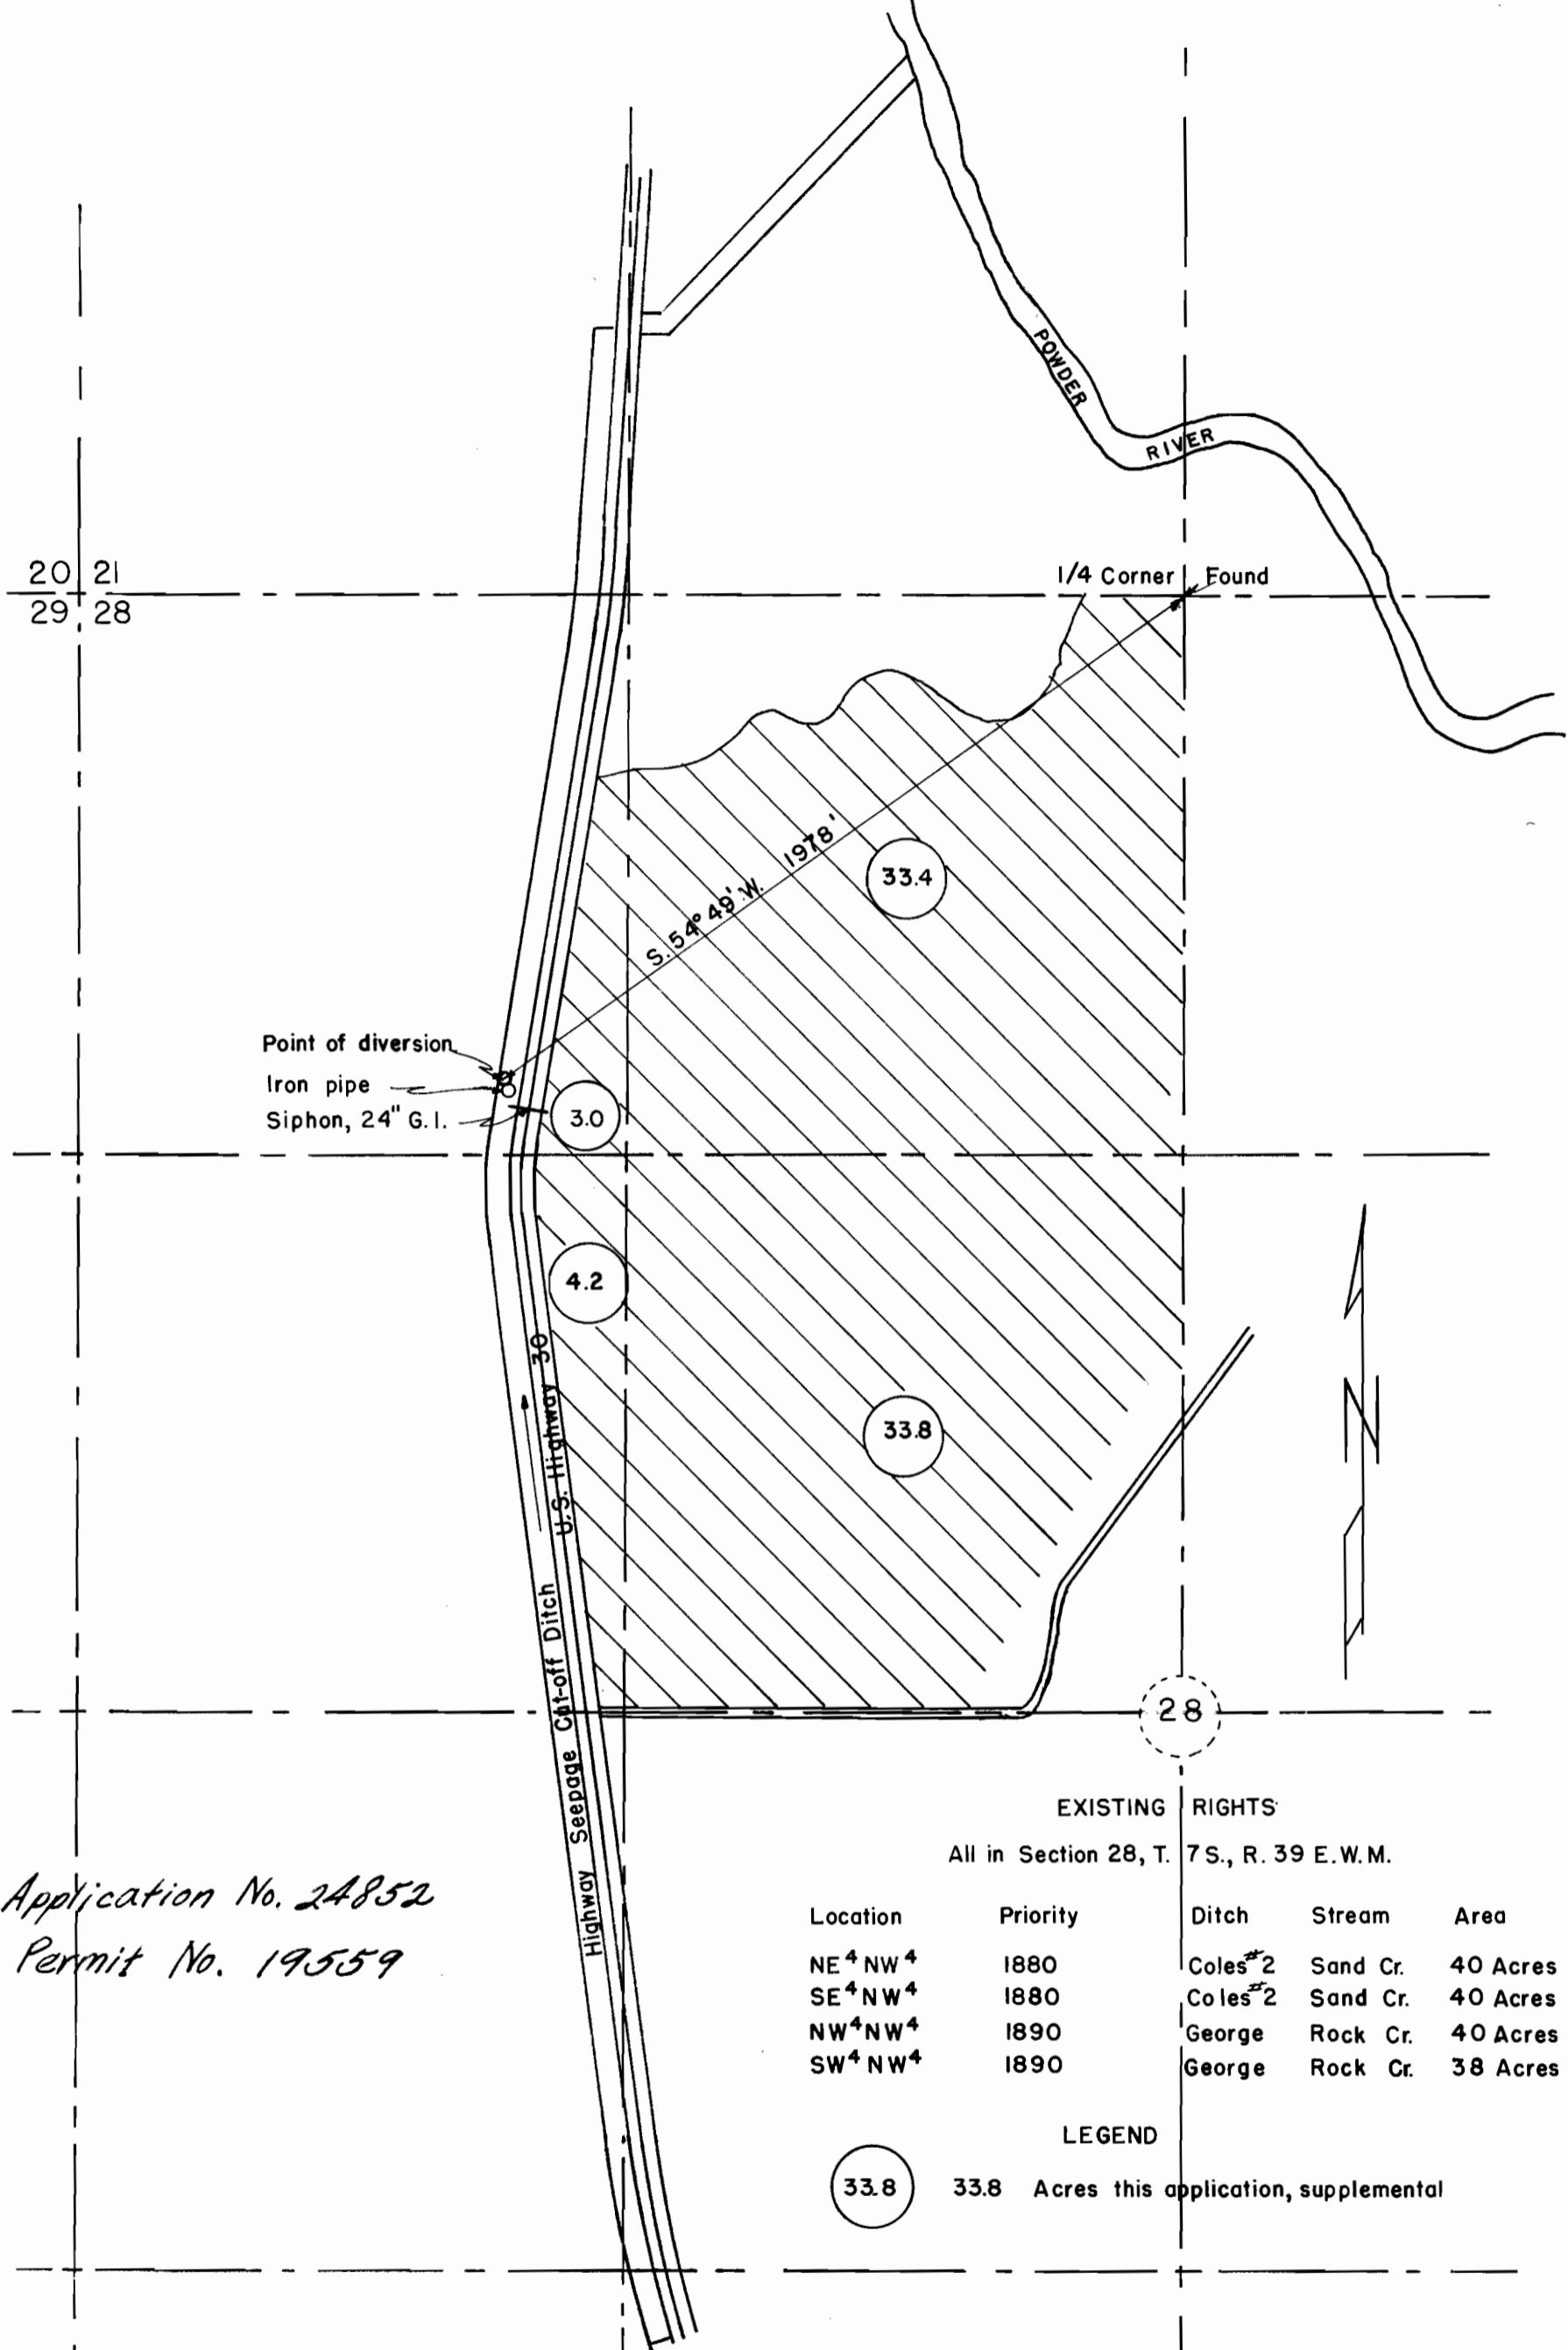 POWDER
RIVER
20 21
29 28
1/4 Corner Found
S. 54° 49' W. 1978'
33.4
Point of diversion
Iron pipe
Siphon, 24" G.I.
3.0
4.2
33.8
U.S. Highway 30
Highway Seepage Cut-off Ditch
N
28
EXISTING RIGHTS
All in Section 28, T. 7 S., R. 39 E.W.M.
Location Priority Ditch Stream Area
NE⁴ NW⁴ 1880 Coles #2 Sand Cr. 40 Acres
SE⁴ NW⁴ 1880 Coles #2 Sand Cr. 40 Acres
NW⁴ NW⁴ 1890 George Rock Cr. 40 Acres
SW⁴ NW⁴ 1890 George Rock Cr. 38 Acres
LEGEND
33.8 33.8 Acres this application, supplemental
Application No. 24852
Permit No. 19559